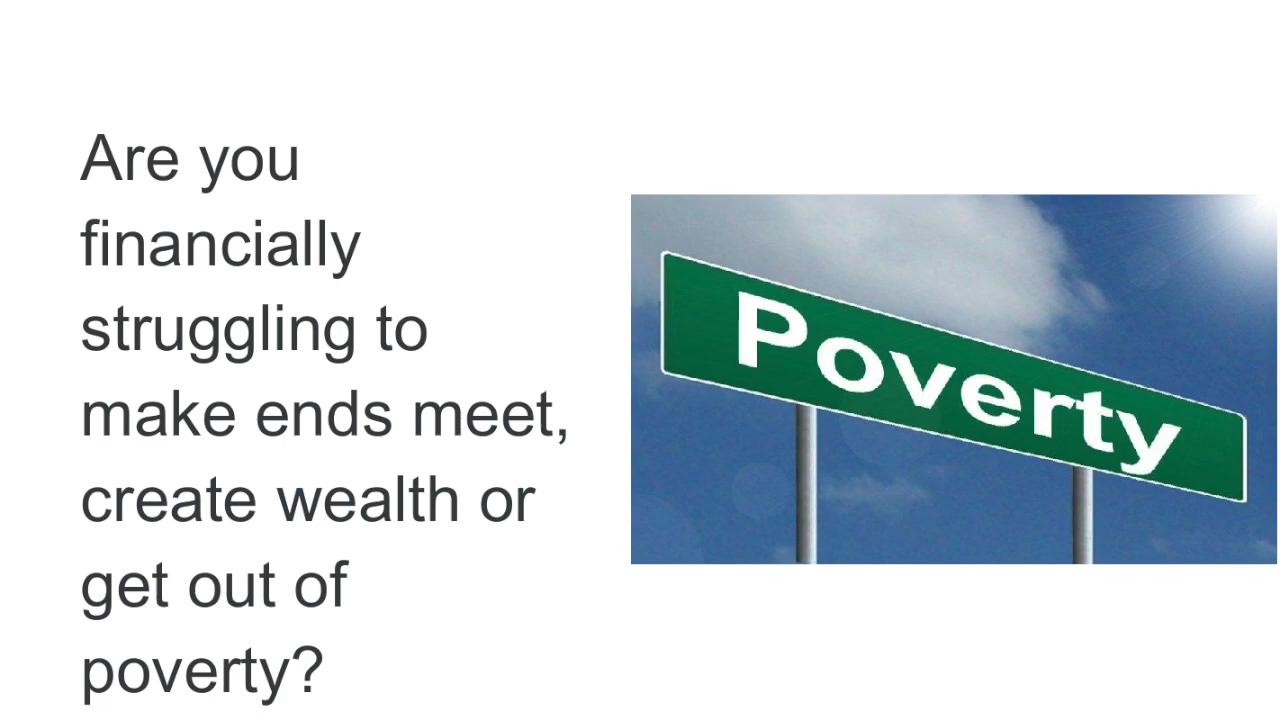 Are you
financially
struggling to
make ends meet,
create wealth or
get out of
poverty?
Poverty